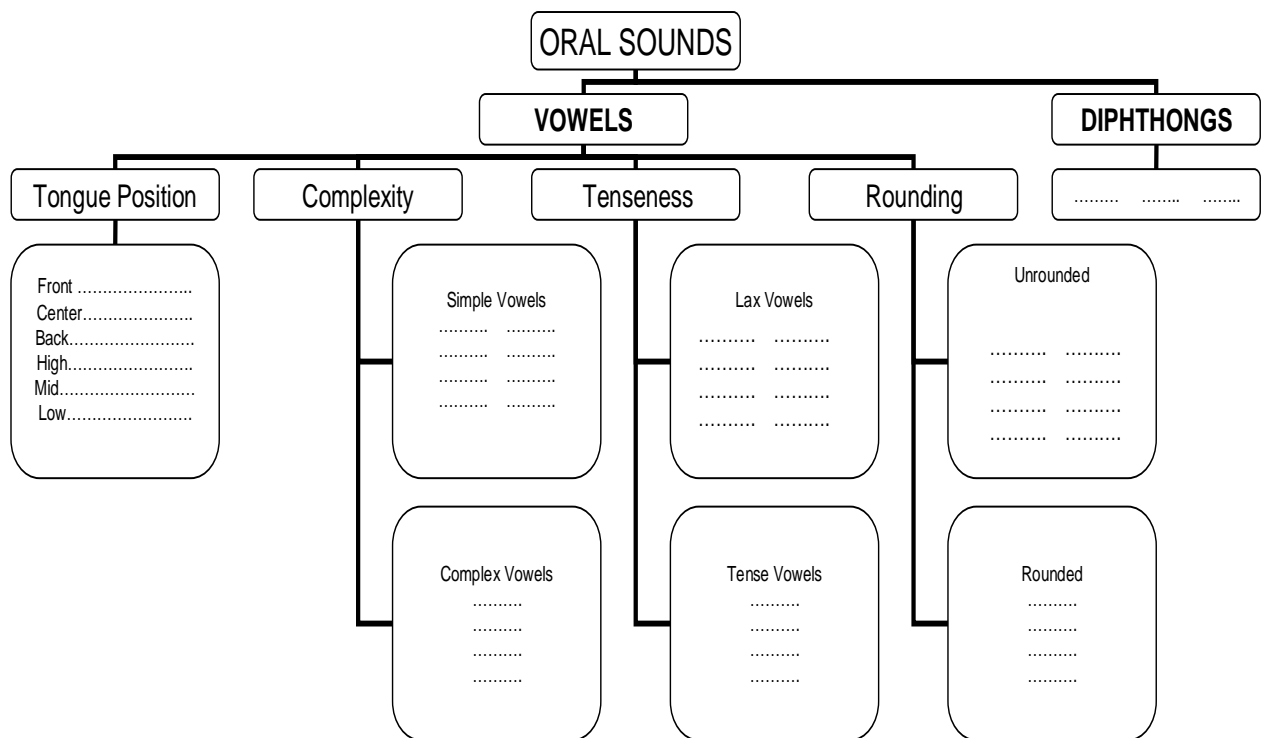 ORAL SOUNDS
VOWELS
DIPHTHONGS
Tongue Position
Complexity
Tenseness
Rounding
……… …….. ……..
Front …………………..
Center………………….
Back…………………….
High…………………….
Mid………………………
Low…………………….
Simple Vowels
………. ……….
………. ……….
………. ……….
………. ……….
Lax Vowels
………. ……….
………. ……….
………. ……….
………. ……….
Unrounded
………. ……….
………. ……….
………. ……….
………. ……….
Complex Vowels
……….
……….
……….
……….
Tense Vowels
……….
……….
……….
……….
Rounded
……….
……….
……….
……….